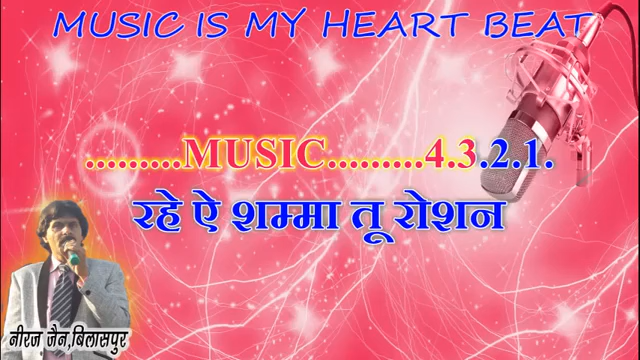 MUSIC IS MY HEART BEAT
.........MUSIC.........4.3.2.1.
रहे ऐ शम्मा तू रोशन
नीरज जैन,बिलासपुर